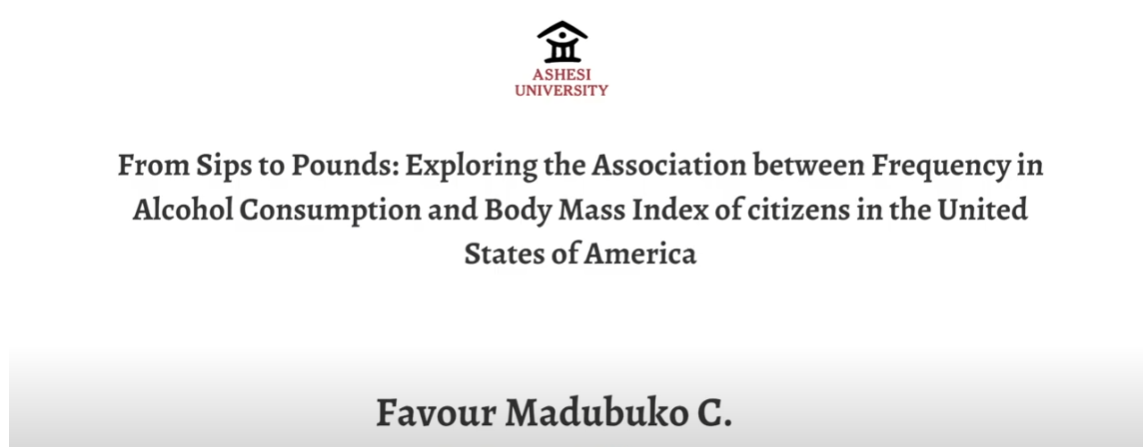 ASHESI
UNIVERSITY
From Sips to Pounds: Exploring the Association between Frequency in
Alcohol Consumption and Body Mass Index of citizens in the United
States of America
Favour Madubuko C.